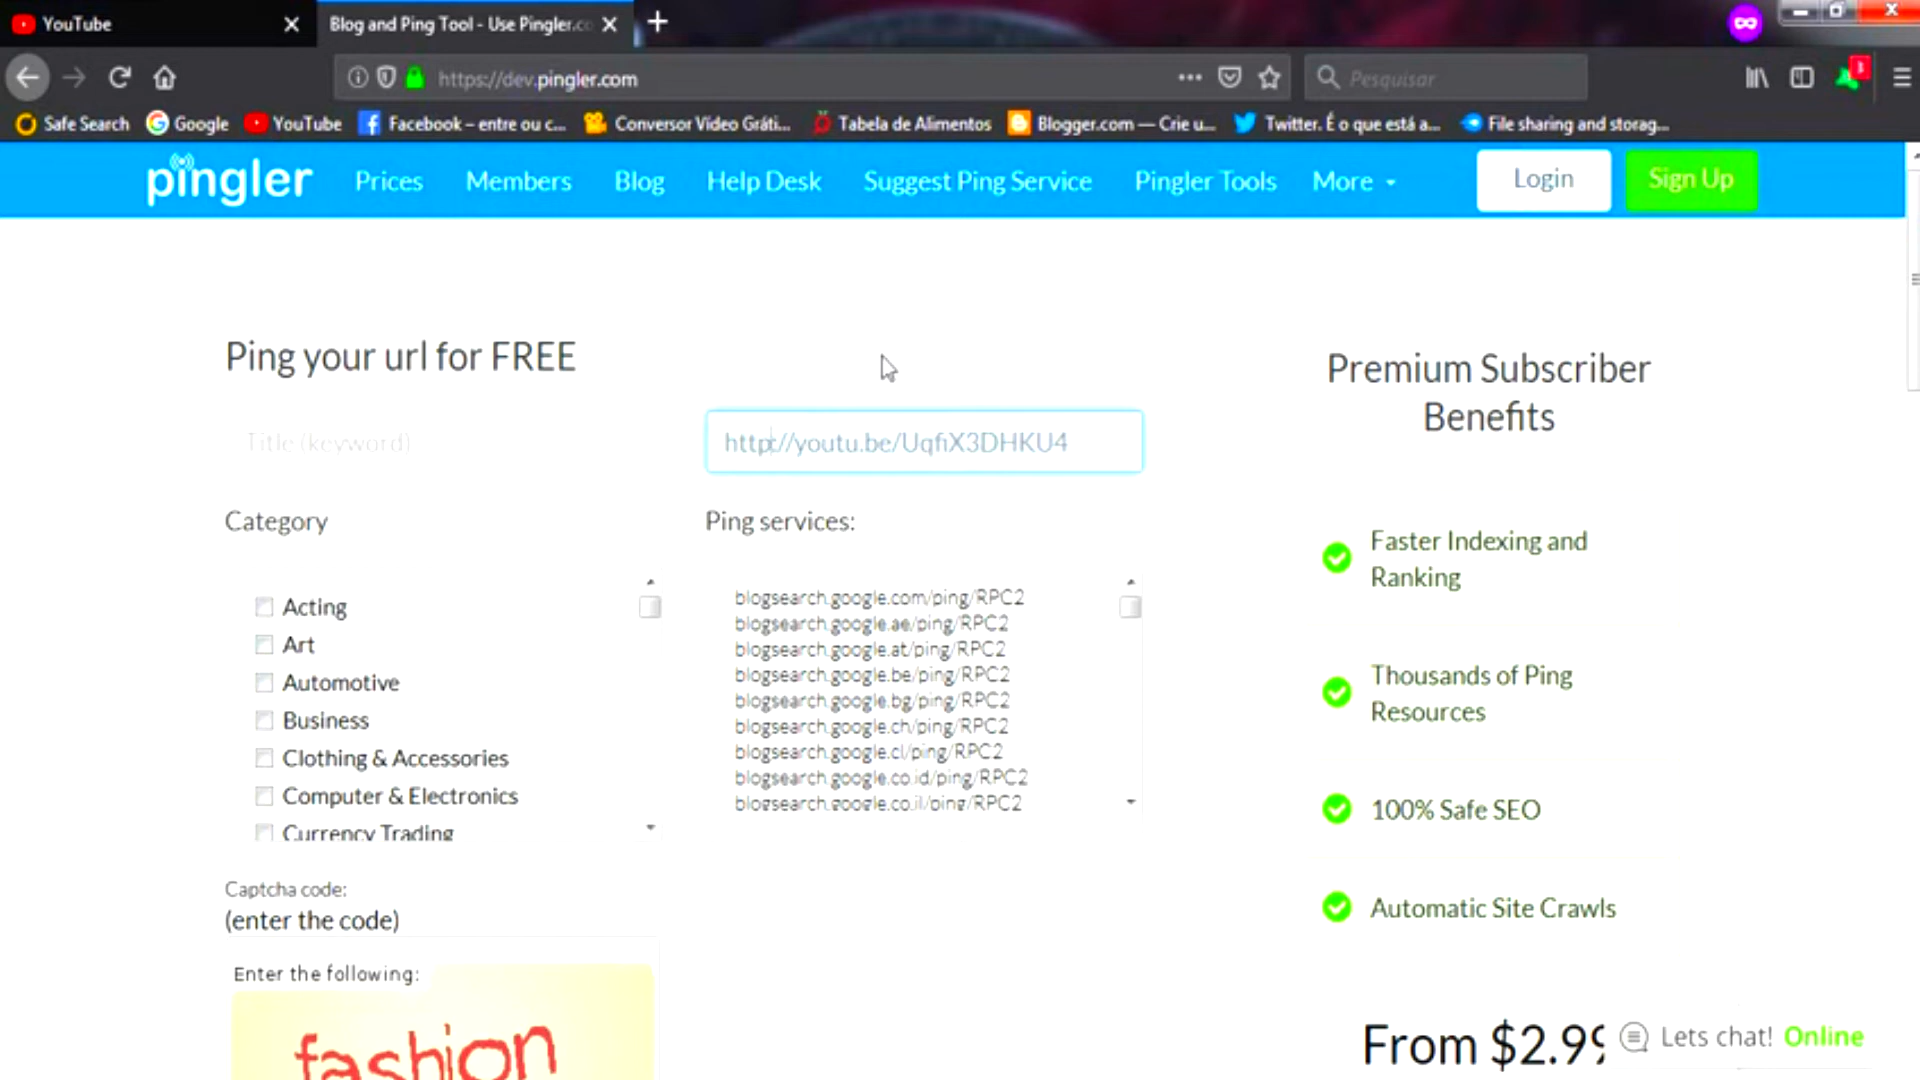 YouTube
Blog and Ping Tool - Use Pingler.co
https://dev.pingler.com
Pesquisar
3
Safe Search
Google
YouTube
Facebook – entre ou c...
Conversor Vídeo Gráti...
Tabela de Alimentos
Blogger.com — Crie u...
Twitter. É o que está a...
File sharing and storag...
pingler
Prices
Members
Blog
Help Desk
Suggest Ping Service
Pingler Tools
More
Login
Sign Up
Ping your url for FREE
Title (keyword)
http://youtu.be/UqfiX3DHKU4
Category
Acting
Art
Automotive
Business
Clothing & Accessories
Computer & Electronics
Currency Trading
Ping services:
blogsearch.google.com/ping/RPC2
blogsearch.google.ae/ping/RPC2
blogsearch.google.at/ping/RPC2
blogsearch.google.be/ping/RPC2
blogsearch.google.bg/ping/RPC2
blogsearch.google.ch/ping/RPC2
blogsearch.google.cl/ping/RPC2
blogsearch.google.co.id/ping/RPC2
blogsearch.google.co.il/ping/RPC2
Captcha code:
(enter the code)
Enter the following:
fashion
Premium Subscriber
Benefits
Faster Indexing and
Ranking
Thousands of Ping
Resources
100% Safe SEO
Automatic Site Crawls
From $2.99
Lets chat! Online